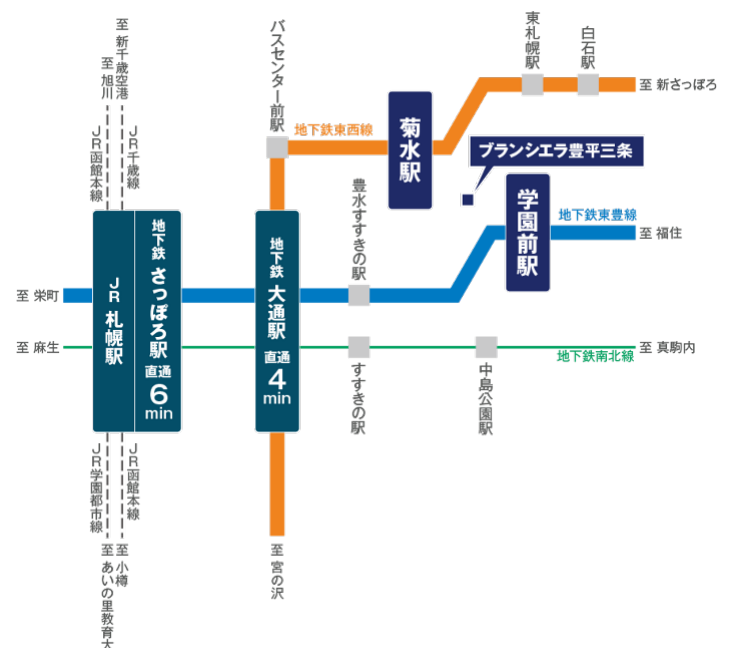 至 新千歳空港
至 旭川
JR函館本線
JR千歳線
バスセンター前駅
東札幌駅
白石駅
至 新さっぽろ
地下鉄東西線
菊水駅
ブランシエラ豊平三条
豊水すすきの駅
学園前駅
地下鉄東豊線
至 福住
至 栄町
JR 札幌駅
地下鉄 さっぽろ駅
直通
6
min
地下鉄 大通駅
直通
4
min
至 麻生
至 真駒内
地下鉄南北線
すすきの駅
中島公園駅
JR学園都市線
JR函館本線
至 あいの里教育大
至 小樽
至 宮の沢